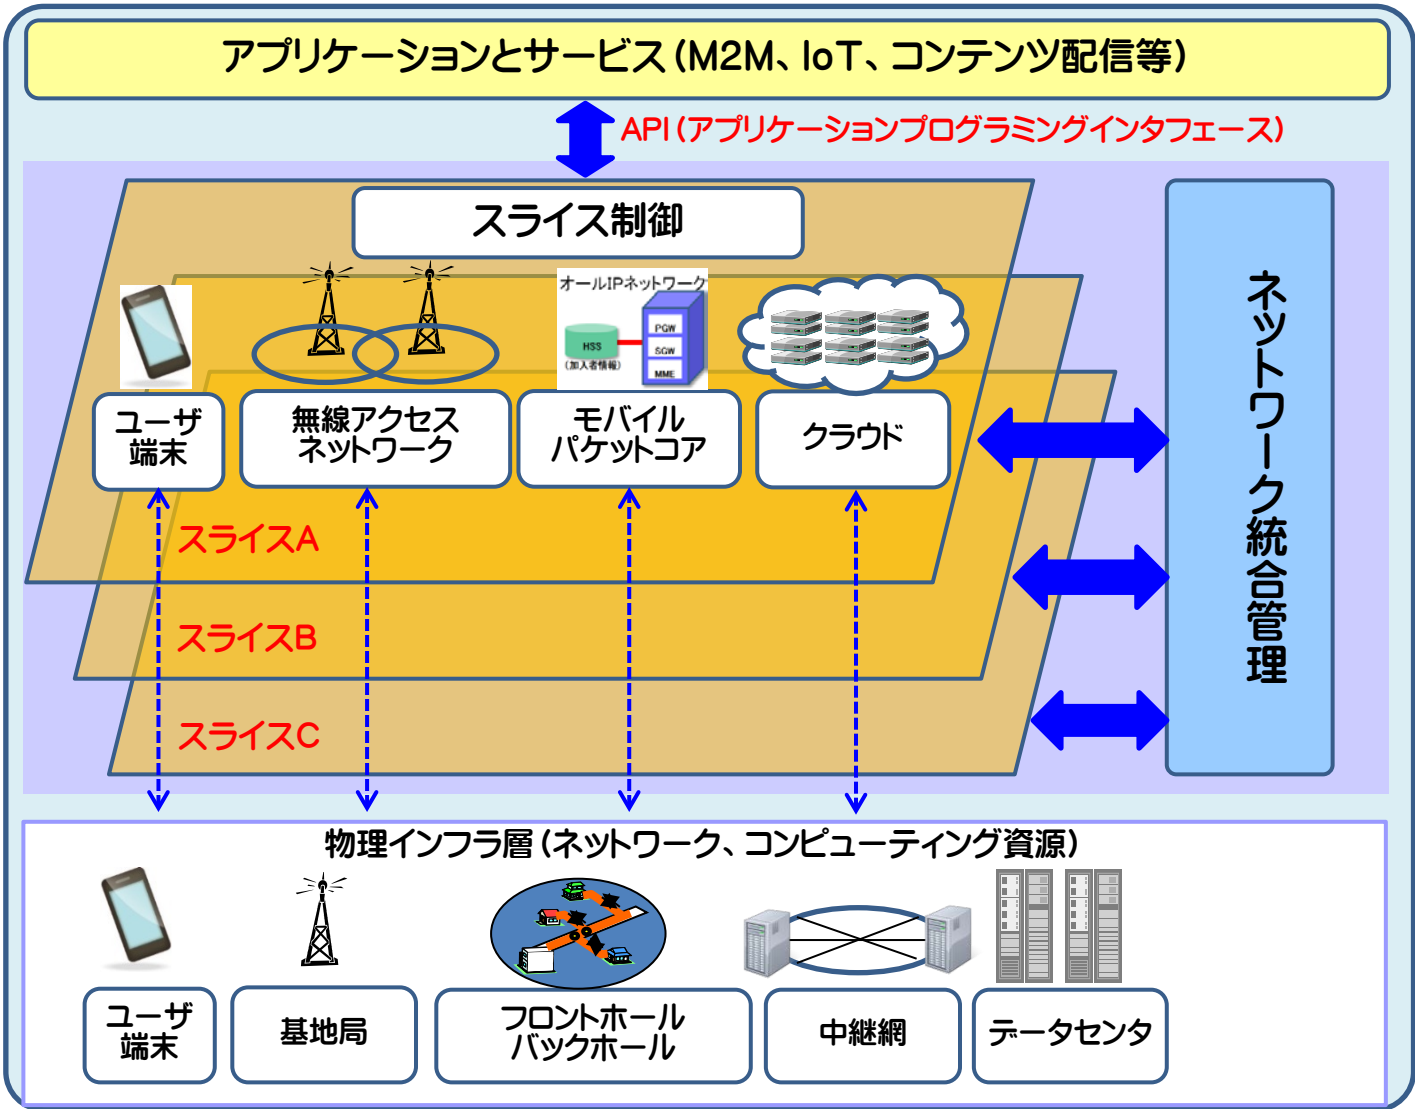 アプリケーションとサービス(M2M、IoT、コンテンツ配信等)
API(アプリケーションプログラミングインタフェース)
スライス制御
オールIPネットワーク
PGW
SGW
MME
HSS
(加入者情報)
ユーザ
端末
無線アクセス
ネットワーク
モバイル
パケットコア
クラウド
スライスA
スライスB
スライスC
ネットワーク統合管理
物理インフラ層(ネットワーク、コンピューティング資源)
ユーザ
端末
基地局
フロントホール
バックホール
中継網
データセンタ